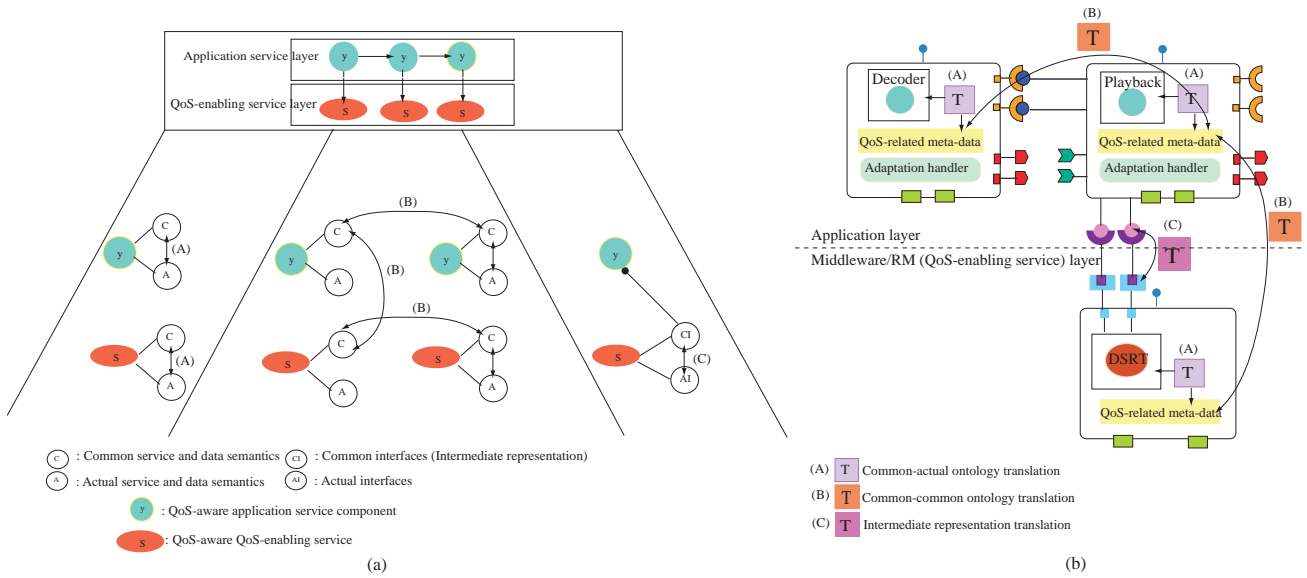 Application service layer
y
y
y
QoS-enabling service layer
S
S
S
C
y
(A)
A
C
S
(A)
A
(B)
C
C
y
y
A
A
(B)
(B)
C
C
S
S
A
A
y
CI
S
(C)
AI
C : Common service and data semantics
CI : Common interfaces (Intermediate representation)
A : Actual service and data semantics
AI : Actual interfaces
y : QoS-aware application service component
S : QoS-aware QoS-enabling service
(a)
(B)
T
Decoder
(A)
T
QoS-related meta-data
Adaptation handler
Playback
(A)
T
QoS-related meta-data
Adaptation handler
(B)
T
(C)
T
Application layer
Middleware/RM (QoS-enabling service) layer
DSRT
(A)
T
QoS-related meta-data
(A) T Common-actual ontology translation
(B) T Common-common ontology translation
(C) T Intermediate representation translation
(b)